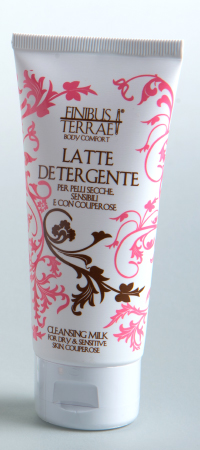 FINIBUS
TERRAE
BODY COMFORT
LATTE
DETERGENTE
PER PELLI SECCHE,
SENSIBILI
E CON COUPEROSE
CLEANSING MILK
FOR DRY & SENSITIVE
SKIN COUPEROSE